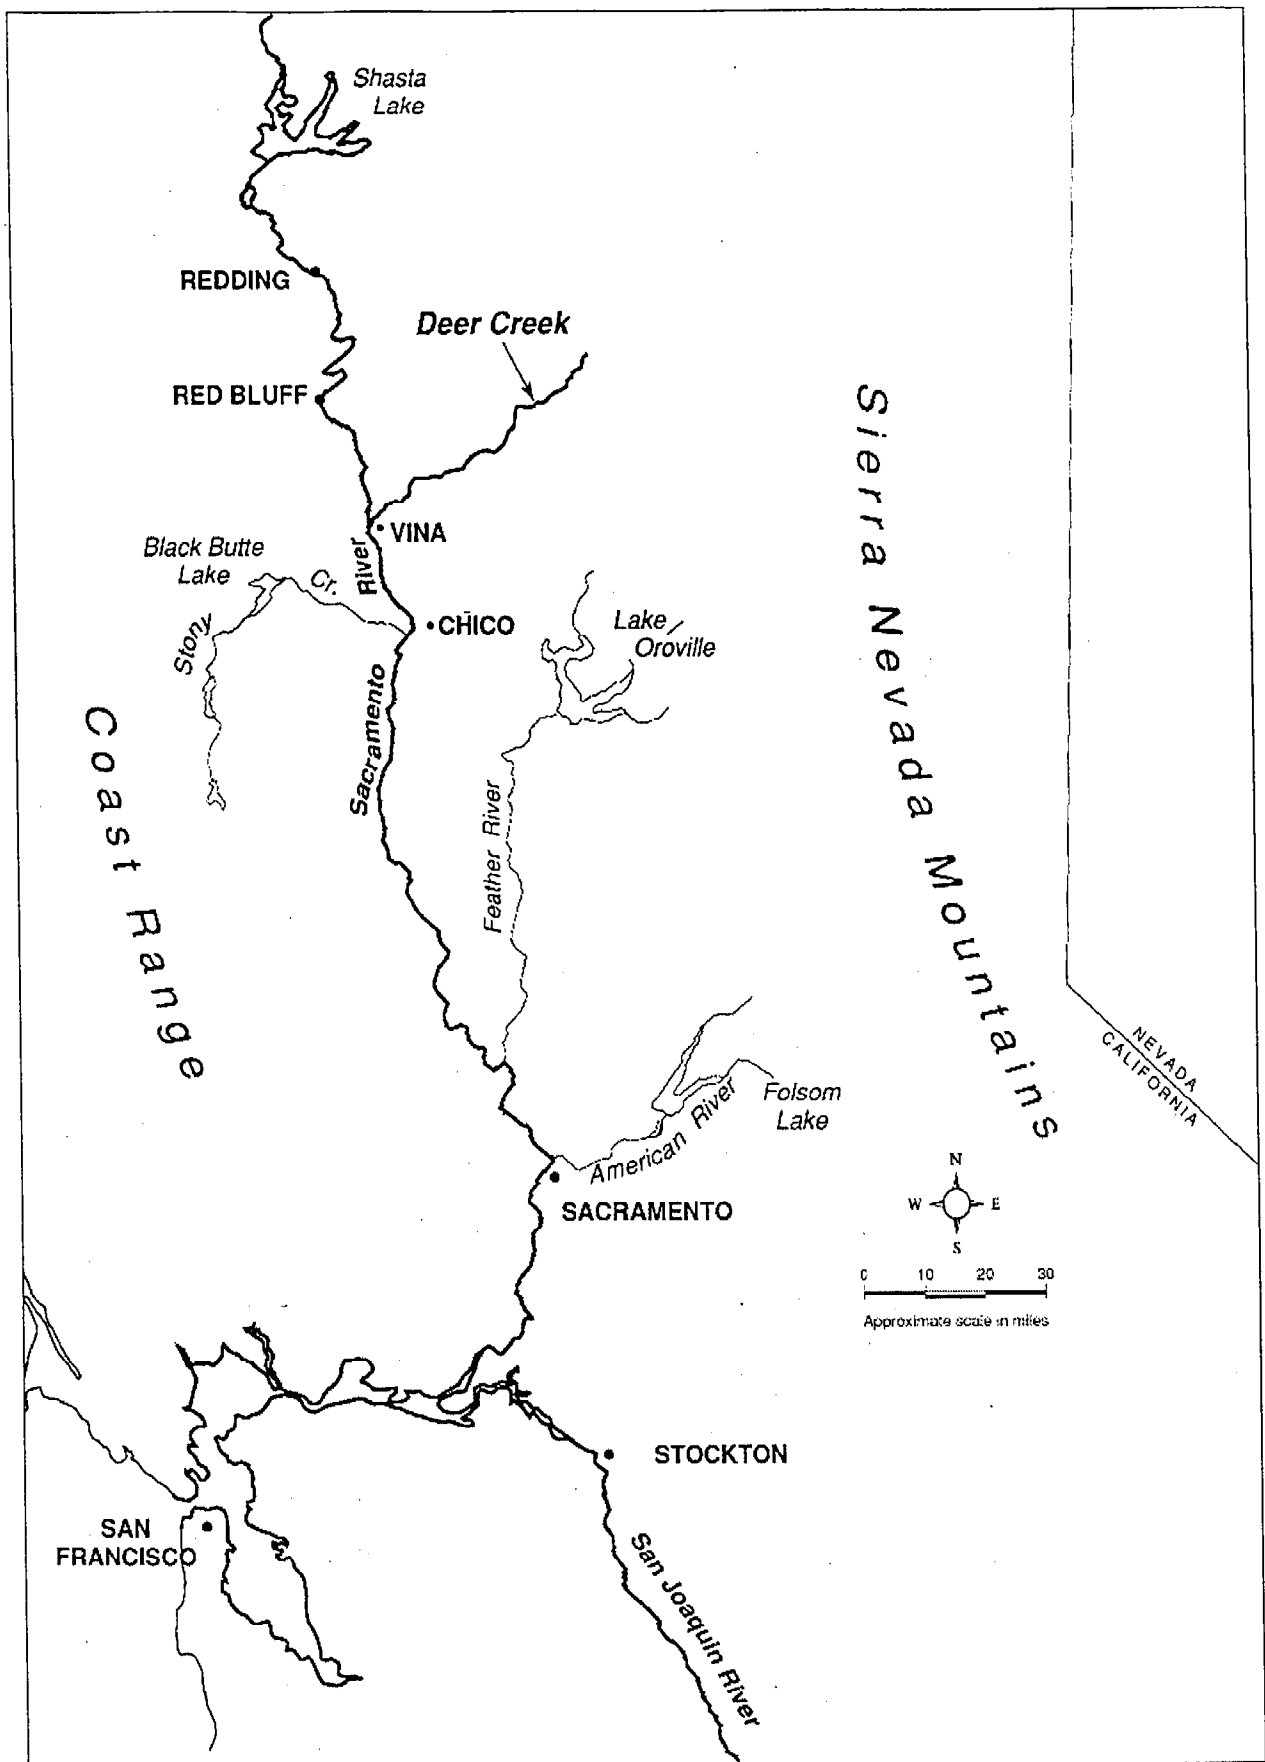 Shasta
Lake
REDDING
Deer Creek
RED BLUFF
VINA
Black Butte
Lake
Cr.
River
Stony
CHICO
Lake
Oroville
Sacramento
Coast Range
Sierra Nevada Mountains
Feather River
NEVADA
CALIFORNIA
Folsom
Lake
American River
SACRAMENTO
N
W E
S
0 10 20 30
Approximate scale in miles
STOCKTON
SAN
FRANCISCO
San Joaquin River